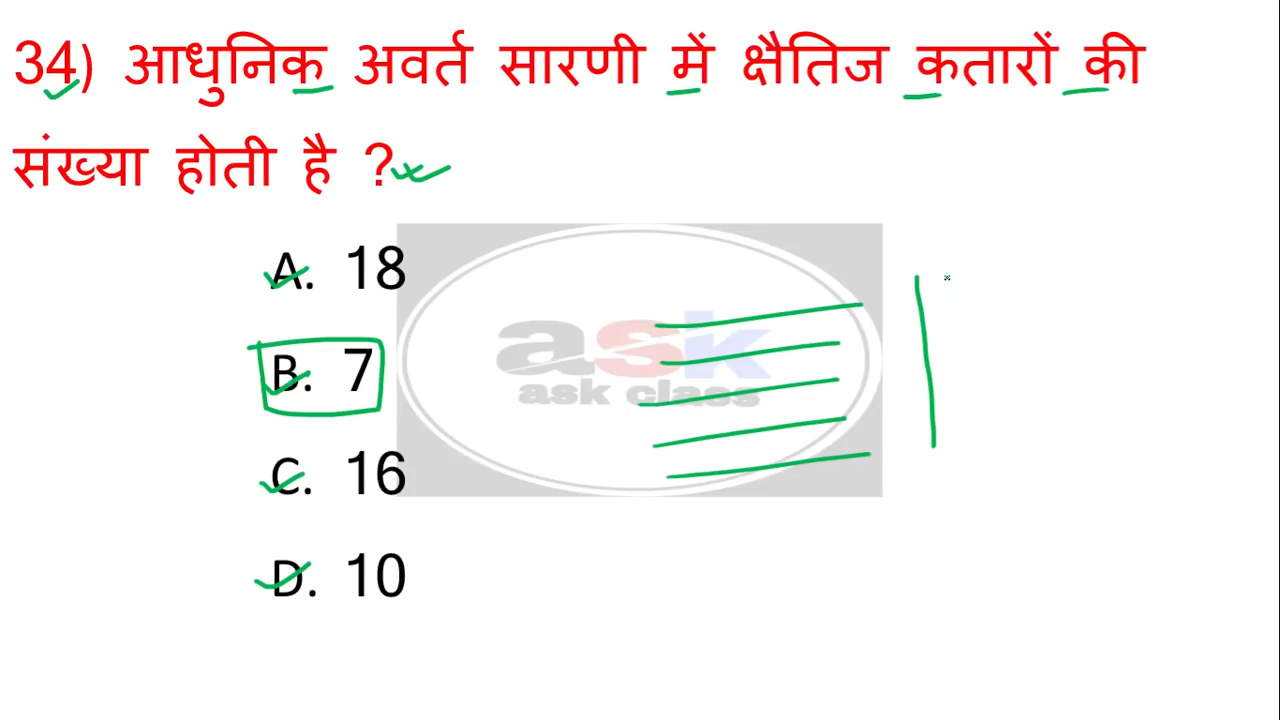 34) आधुनिक अवर्त सारणी में क्षैतिज कतारों की
संख्या होती है ?
A. 18
B. 7
C. 16
D. 10
ask
ask class